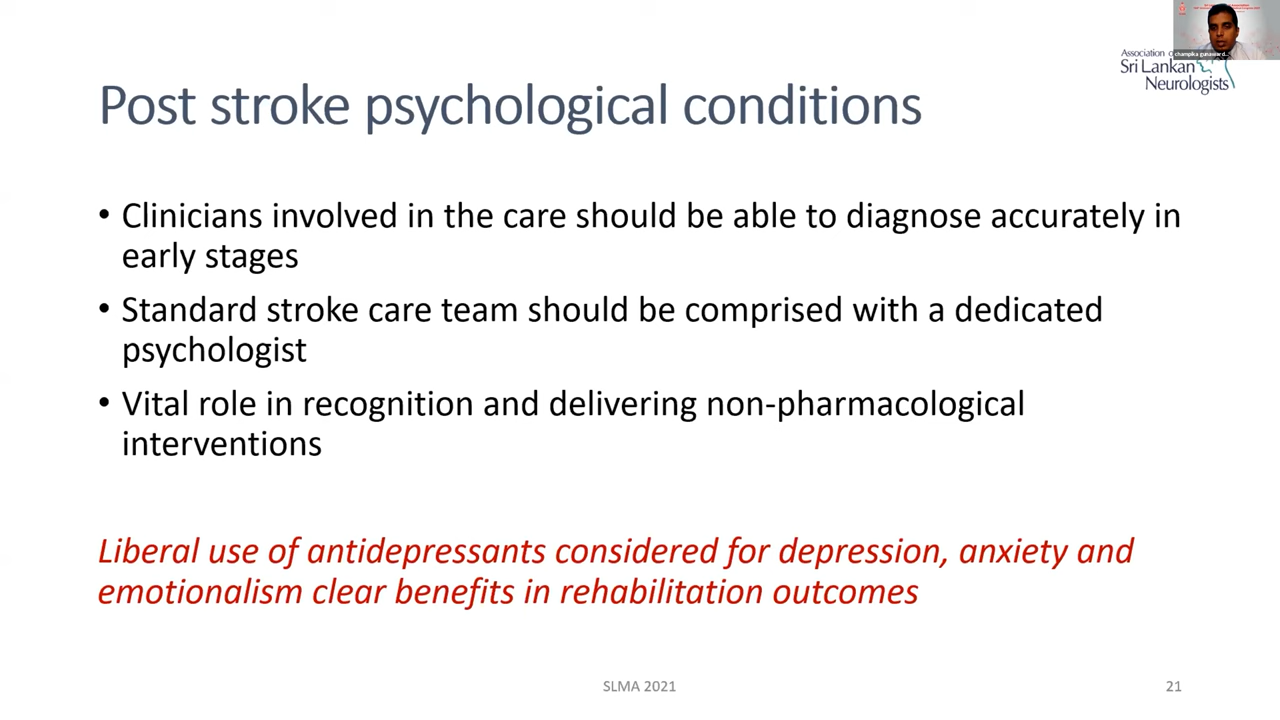 champika gunaward...
Association
Sri Lankan
Neurologists
Post stroke psychological conditions
• Clinicians involved in the care should be able to diagnose accurately in
early stages
• Standard stroke care team should be comprised with a dedicated
psychologist
• Vital role in recognition and delivering non-pharmacological
interventions
Liberal use of antidepressants considered for depression, anxiety and
emotionalism clear benefits in rehabilitation outcomes
SLMA 2021
21